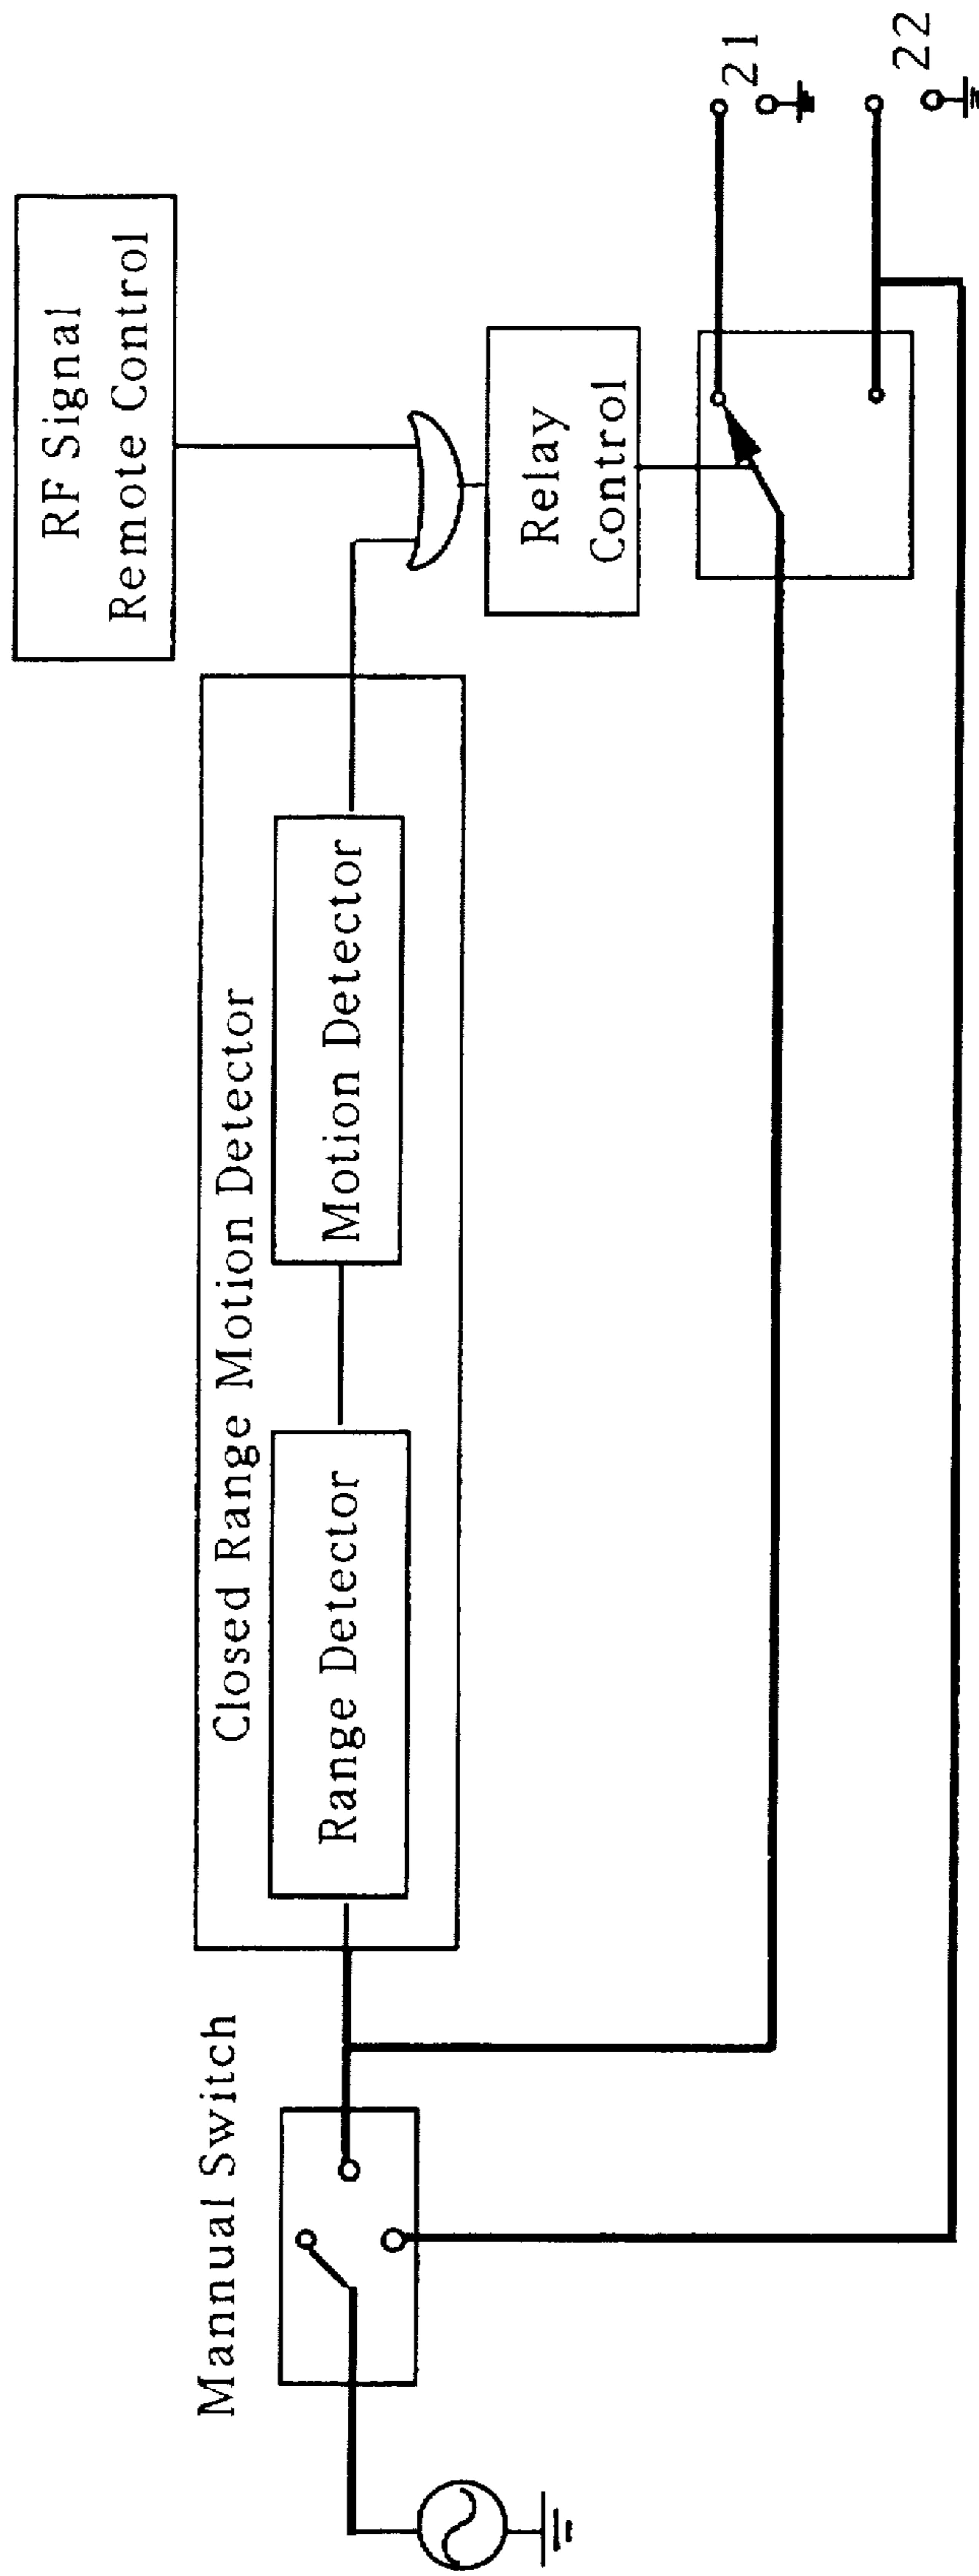 Mannual Switch
Closed Range Motion Detector
Range Detector
Motion Detector
RF Signal
Remote Control
Relay
Control
21
22